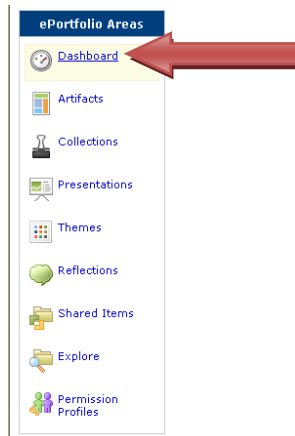 ePortfolio Areas
Dashboard
Artifacts
Collections
Presentations
Themes
Reflections
Shared Items
Explore
Permission
Profiles